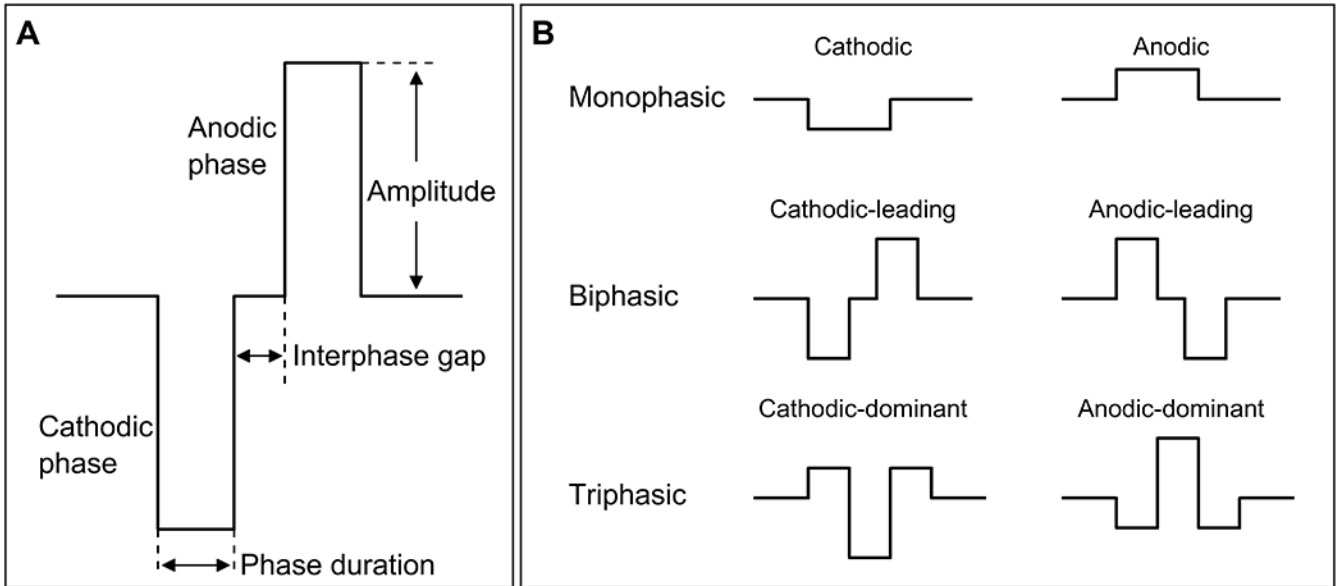 A
Anodic
phase
Amplitude
Interphase gap
Cathodic
phase
Phase duration
B
Cathodic
Anodic
Monophasic
Cathodic-leading
Anodic-leading
Biphasic
Cathodic-dominant
Anodic-dominant
Triphasic